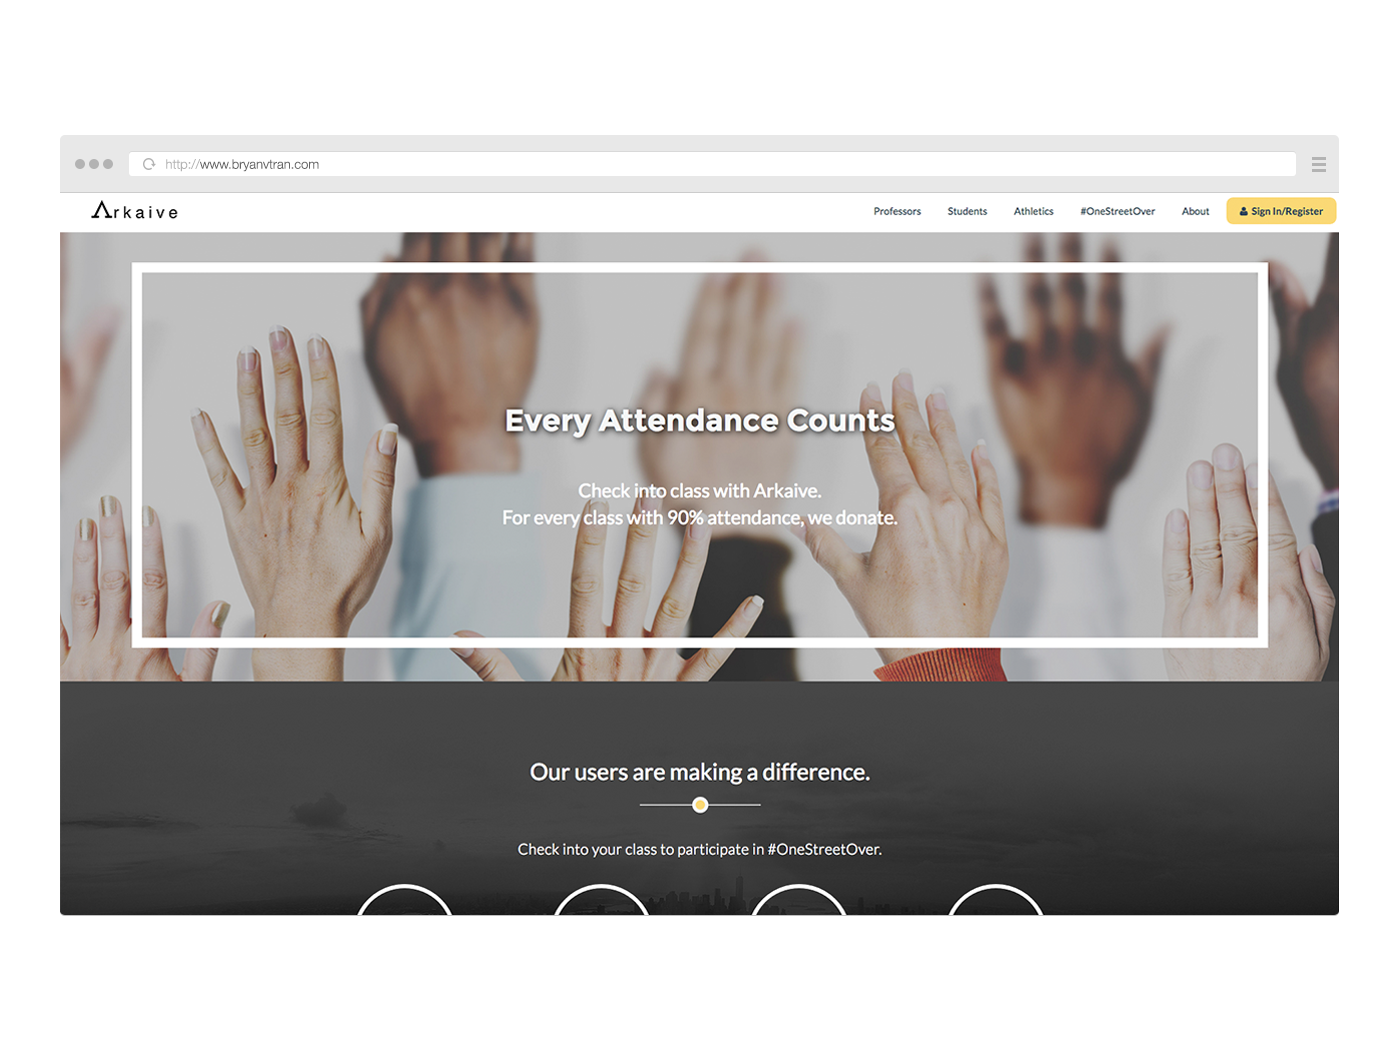 http://www.bryanvtran.com
Arkaive
Professors Students Athletics #OneStreetOver About Sign In/Register
Every Attendance Counts
Check into class with Arkaive.
For every class with 90% attendance, we donate.
Our users are making a difference.
Check into your class to participate in #OneStreetOver.